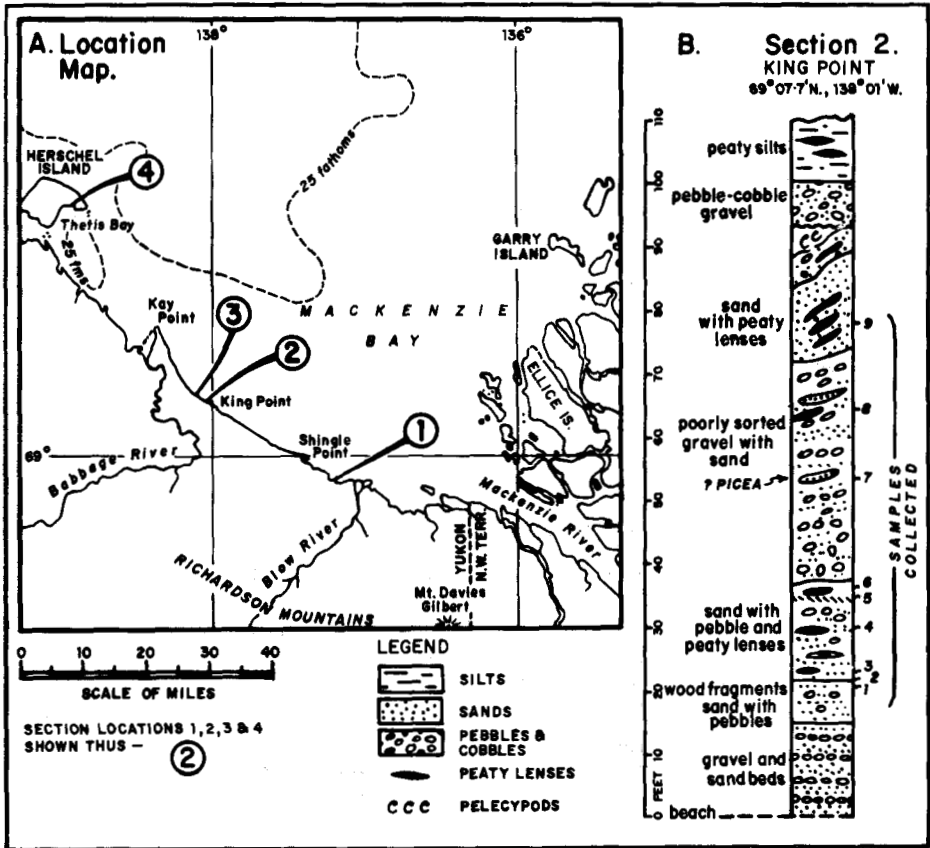 A. Location
Map.
138°
136°
HERSCHEL
ISLAND
4
Thetis Bay
25 fms.
25 fathoms
GARRY
ISLAND
Kay
Point
3
MACKENZIE
BAY
2
King Point
ELLICE IS.
Shingle
Point
1
69°
Babbage River
Mackenzie River
Blow River
YUKON
N.W. TERR.
RICHARDSON MOUNTAINS
Mt. Davies
Gilbert
0 10 20 30 40
SCALE OF MILES
SECTION LOCATIONS 1,2,3 & 4
SHOWN THUS –
2
LEGEND
SILTS
SANDS
PEBBLES &
COBBLES
PEATY LENSES
CCC PELECYPODS
B. Section 2.
KING POINT
69° 07·7'N., 138° 01'W.
110
100
90
80
70
60
50
40
30
20
10
0
FEET
peaty silts
pebble-cobble
gravel
CC
sand
with peaty
lenses
poorly sorted
gravel with
sand
? PICEA
sand with
pebble and
peaty lenses
wood fragments
sand with
pebbles
gravel and
sand beds
beach
9
8
7
6
5
4
3
2
1
SAMPLES
COLLECTED